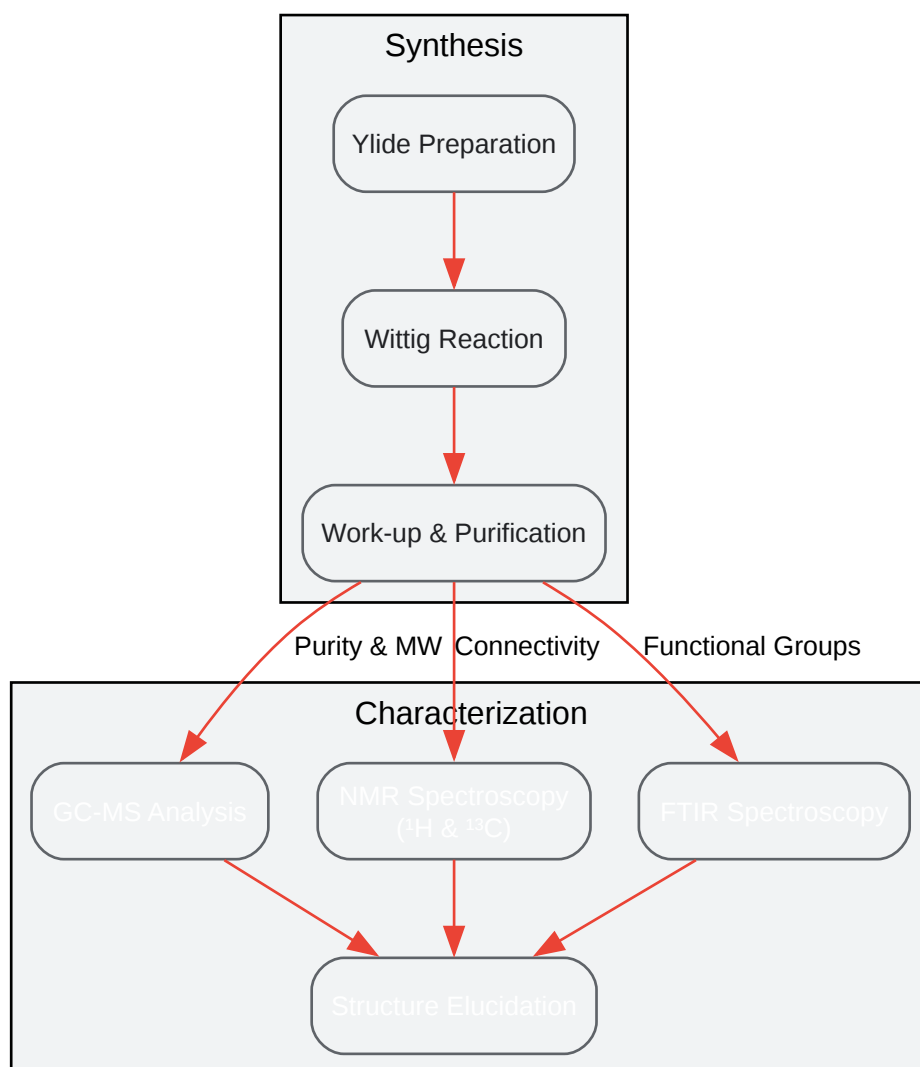 Synthesis
Ylide Preparation
Wittig Reaction
Work-up & Purification
Purity & MW
Connectivity
Functional Groups
Characterization
GC-MS Analysis
NMR Spectroscopy
(¹H & ¹³C)
FTIR Spectroscopy
Structure Elucidation